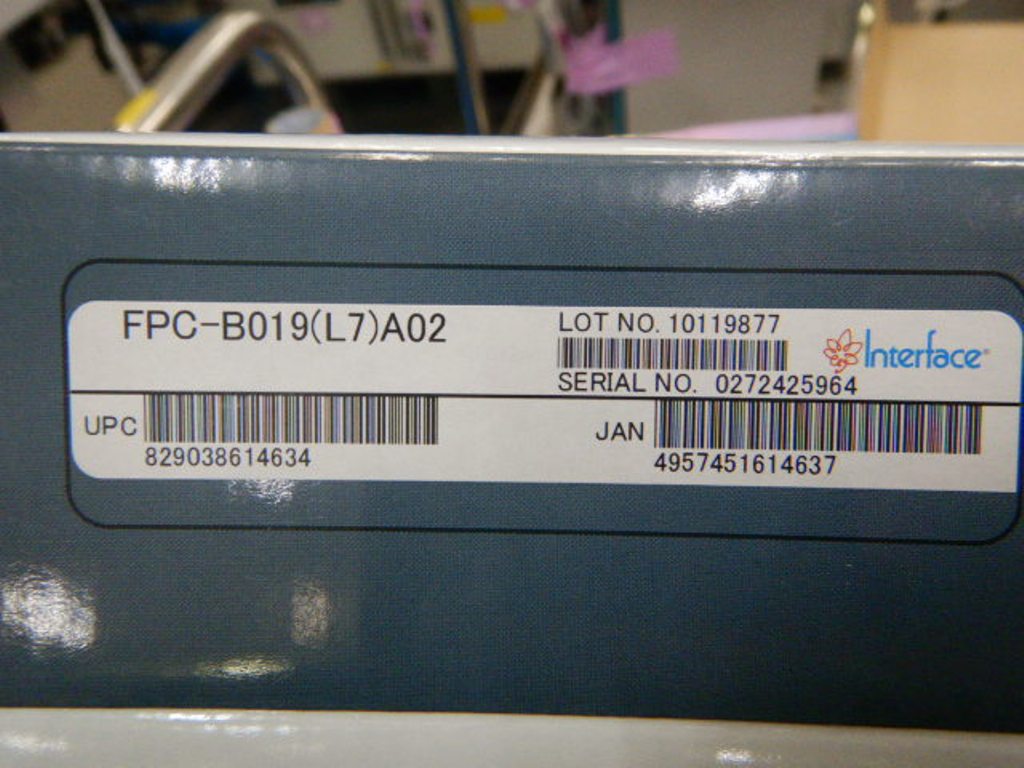 FPC-B019(L7)A02
LOT NO. 10119877
SERIAL NO. 0272425964
Interface®
UPC
829038614634
JAN
4957451614637